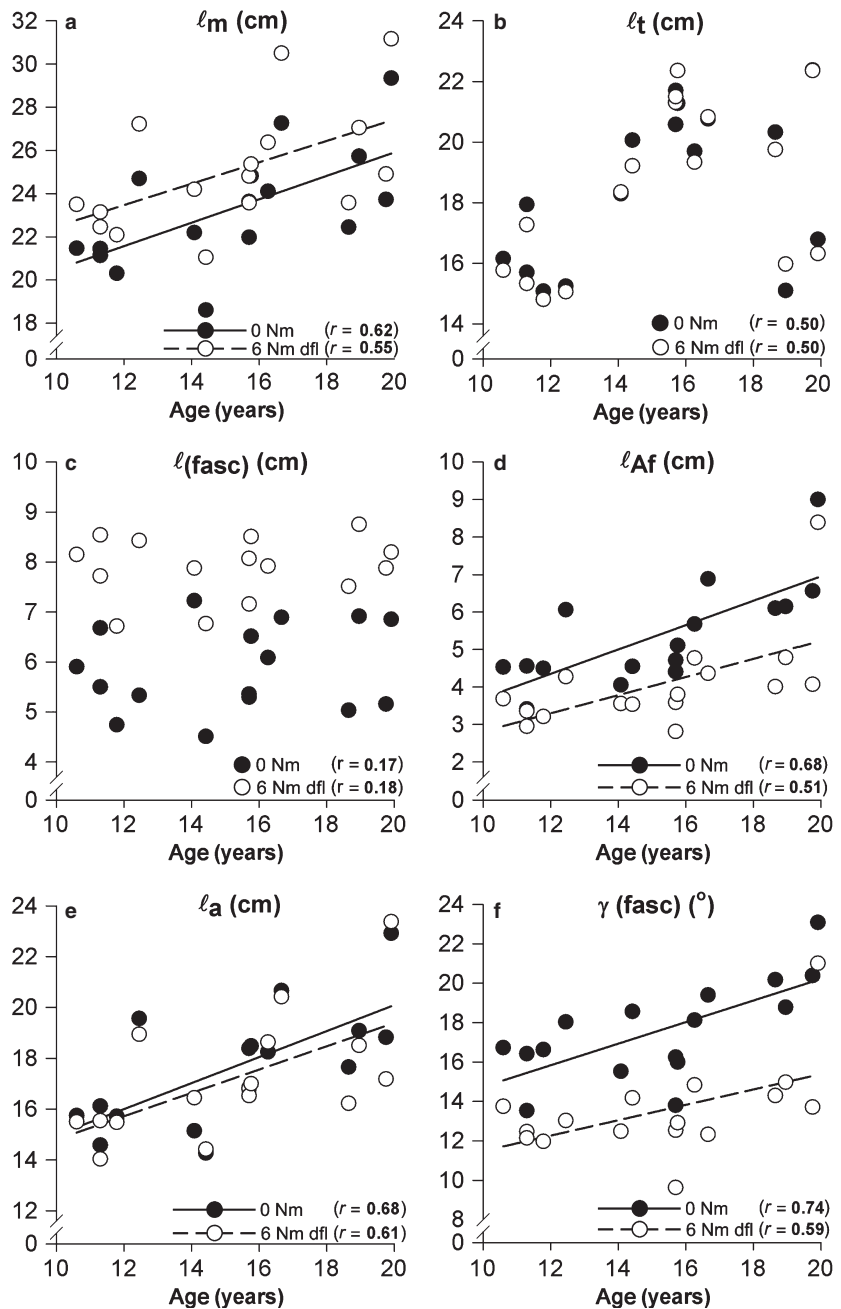 a ℓm (cm)
32
30
28
26
24
22
20
18
0
0 Nm (r = 0.62)
6 Nm dfl (r = 0.55)
10 12 14 16 18 20
Age (years)
b ℓt (cm)
24
22
20
18
16
14
0
0 Nm (r = 0.50)
6 Nm dfl (r = 0.50)
10 12 14 16 18 20
Age (years)
c ℓ(fasc) (cm)
10
9
8
7
6
5
4
0
0 Nm (r = 0.17)
6 Nm dfl (r = 0.18)
10 12 14 16 18 20
Age (years)
d ℓAf (cm)
10
9
8
7
6
5
4
3
2
0
0 Nm (r = 0.68)
6 Nm dfl (r = 0.51)
10 12 14 16 18 20
Age (years)
e ℓa (cm)
24
22
20
18
16
14
12
0
0 Nm (r = 0.68)
6 Nm dfl (r = 0.61)
10 12 14 16 18 20
Age (years)
f γ (fasc) (°)
24
22
20
18
16
14
12
10
8
0
0 Nm (r = 0.74)
6 Nm dfl (r = 0.59)
10 12 14 16 18 20
Age (years)